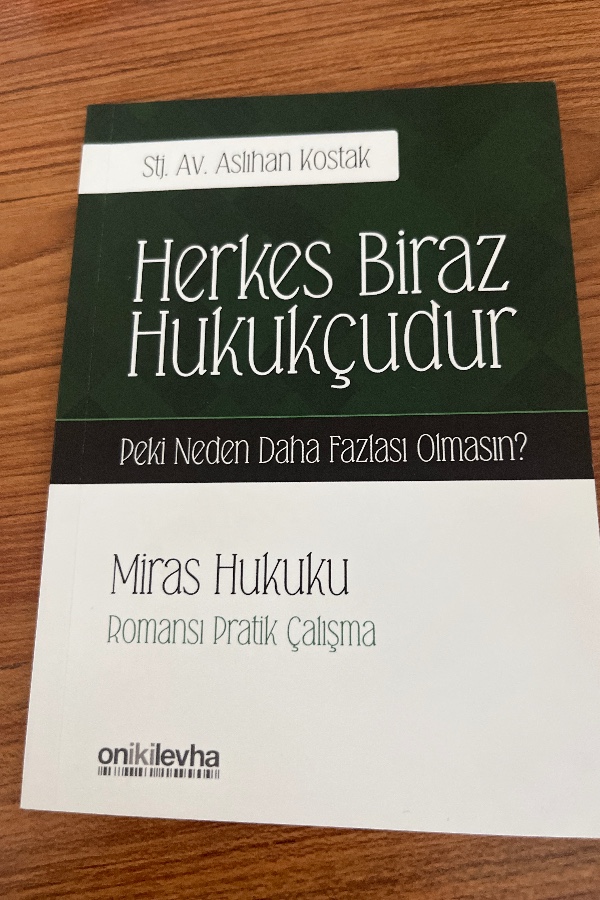 Stj. Av. Aslıhan Kostak
Herkes Biraz
Hukukçudur
Peki Neden Daha Fazlası Olmasın?
Miras Hukuku
Romansı Pratik Çalışma
onikilevha